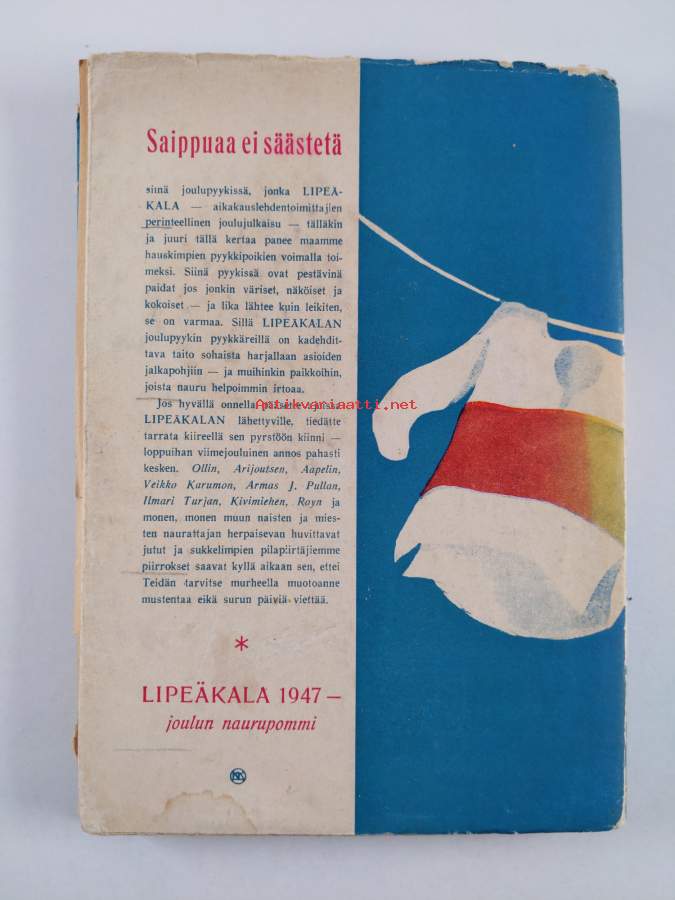 Saippuaa ei säästetä
siinä joulupyykissä, jonka LIPEÄ-
KALA — aikakauslehdentoimittajien
perinteellinen joulujulkaisu — tälläkin
ja juuri tällä kertaa panee maamme
hauskimpien pyykkipoikien voimalla toi-
meksi. Siinä pyykissä ovat pestävinä
paidat jos jonkin väriset, näköiset ja
kokoiset — ja lika lähtee kuin leikiten,
se on varmaa. Sillä LIPEÄKALAN
joulupyykin pyykkäreillä on kadehdit-
tava taito sohaista harjallaan asioiden
jalkapohjiin — ja muihinkin paikkoihin,
joista nauru helpoimmin irtoaa.
Jos hyvällä onnella
Antikvariaatti.net
LIPEÄKALAN lähettyville, tiedätte
tarrata kiireellä sen pyrstöön kiinni —
loppuihan viimejouluinen annos pahasti
kesken. Ollin, Arijoutsen, Aapelin,
Veikko Karumon, Armas J. Pullan,
Ilmari Turjan, Kivimiehen, Royn ja
monen, monen muun naisten ja mies-
ten naurattajan herpaisevan huvittavat
jutut ja sukkelimpien pilapiirtäjiemme
piirrokset saavat kyllä aikaan sen, ettei
Teidän tarvitse murheella muotoanne
mustentaa eikä surun päiviä viettää.
*
LIPEÄKALA 1947 —
joulun naurupommi